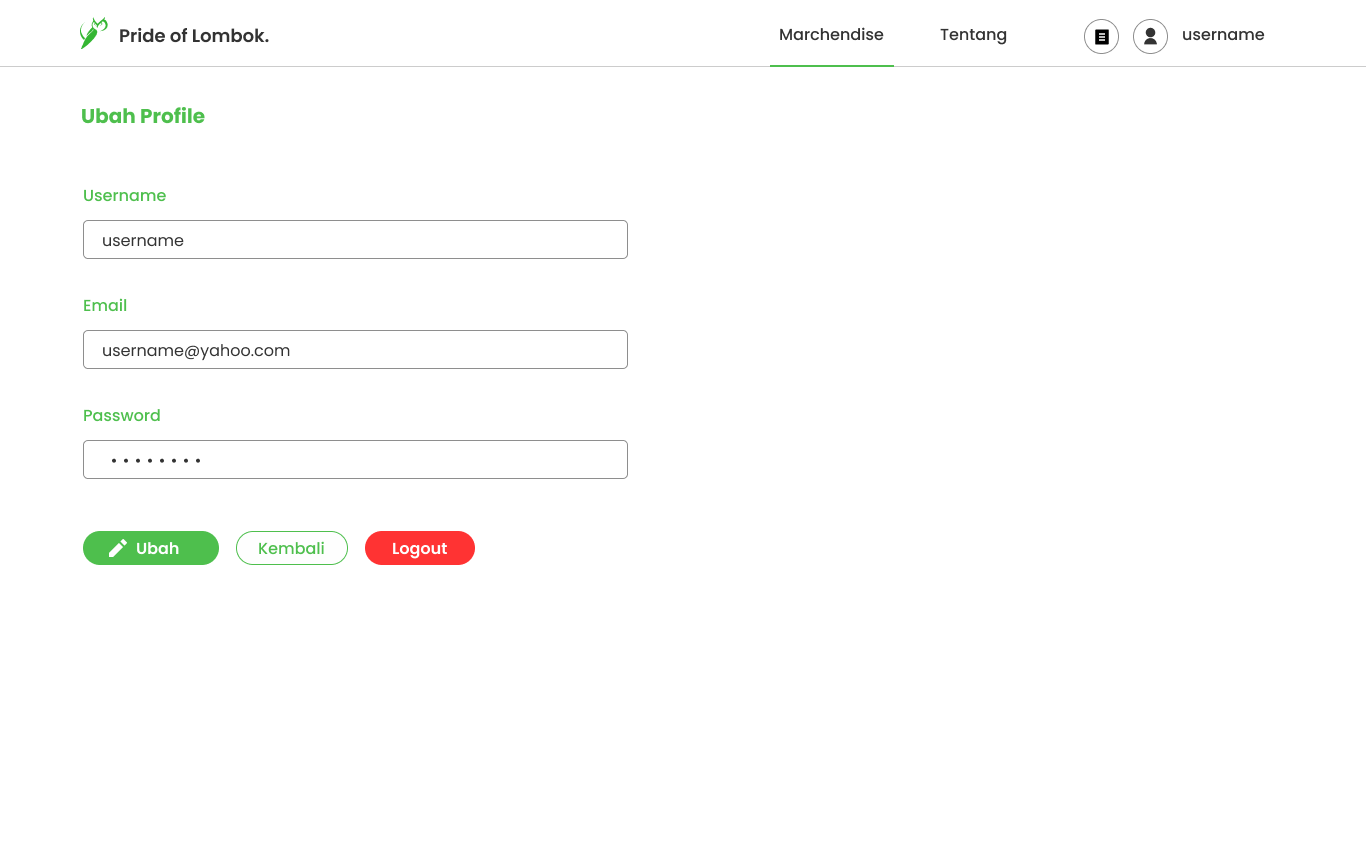 Pride of Lombok.
Marchendise
Tentang
username
Ubah Profile
Username
username
Email
username@yahoo.com
Password
••••••••
Ubah
Kembali
Logout